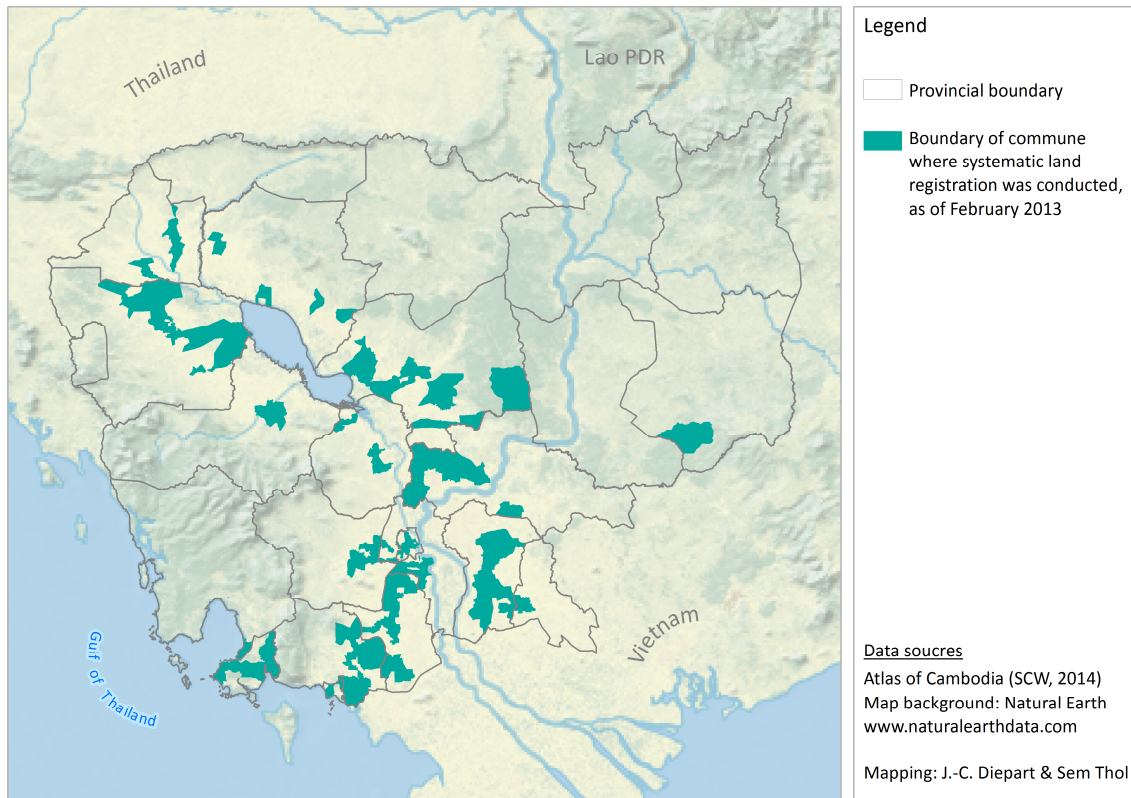 Thailand
Lao PDR
Vietnam
Gulf of Thailand
Legend
Provincial boundary
Boundary of commune
where systematic land
registration was conducted,
as of February 2013
Data soucres
Atlas of Cambodia (SCW, 2014)
Map background: Natural Earth
www.naturalearthdata.com
Mapping: J.-C. Diepart & Sem Thol